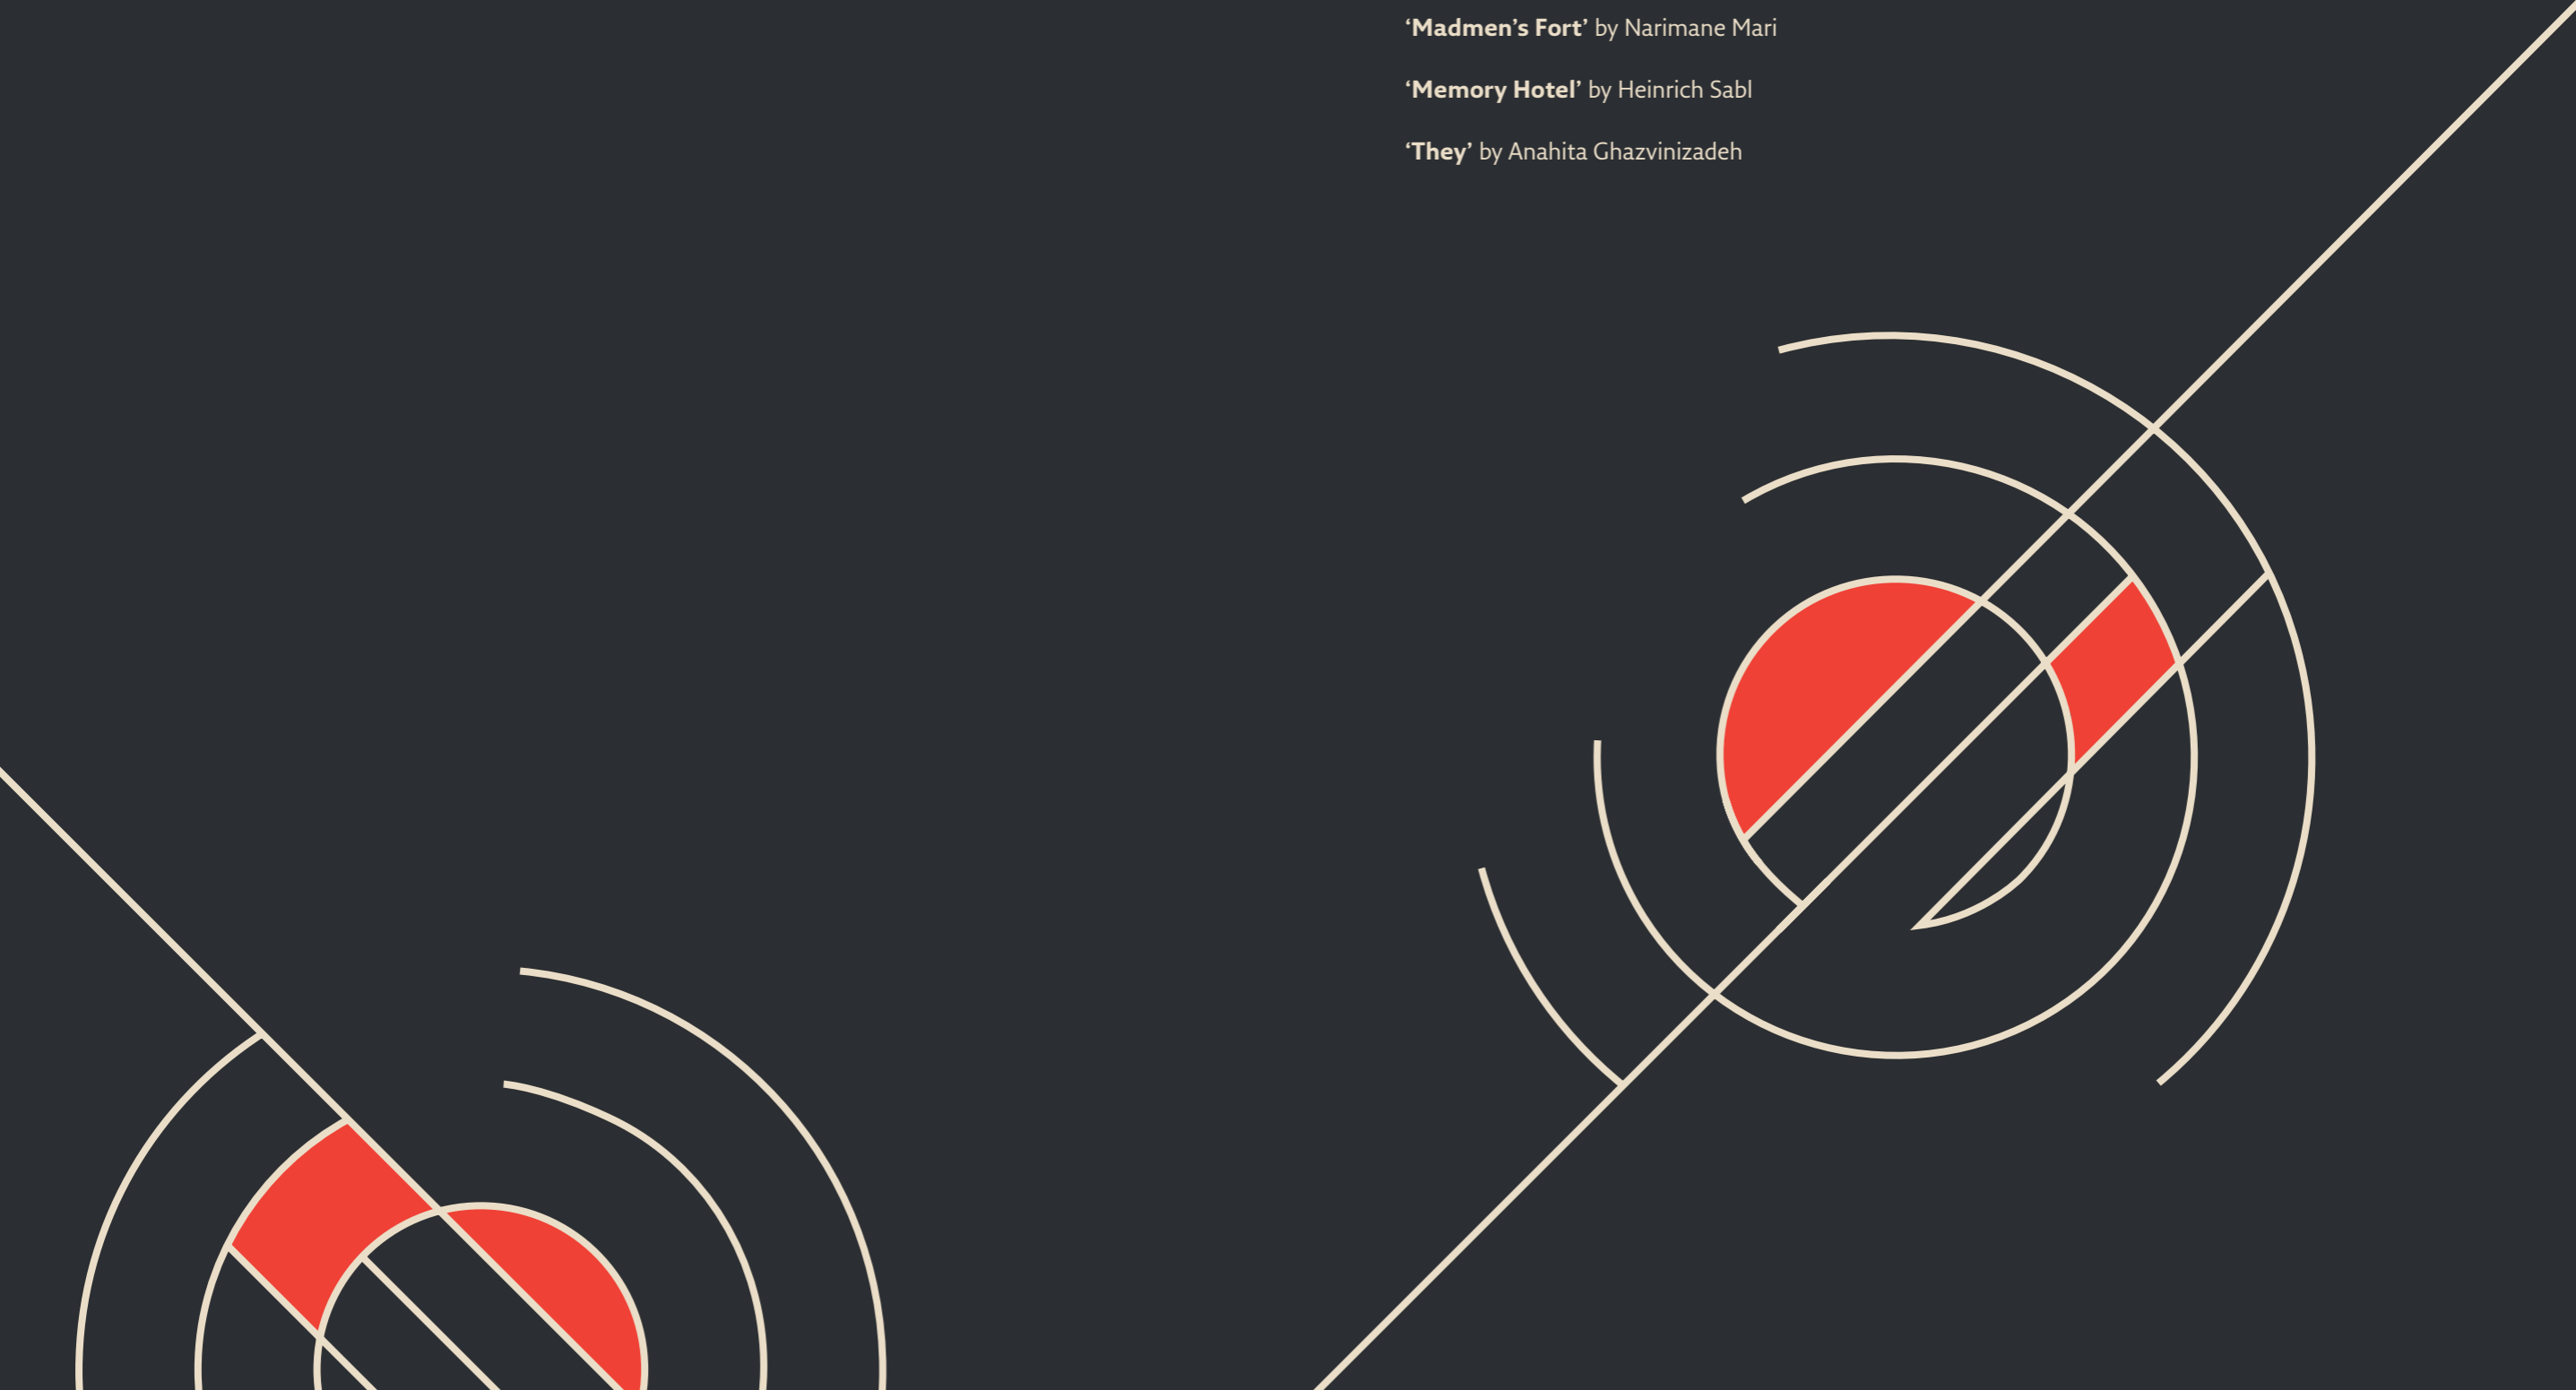 ‘Madmen’s Fort’ by Narimane Mari
‘Memory Hotel’ by Heinrich Sabl
‘They’ by Anahita Ghazvinizadeh